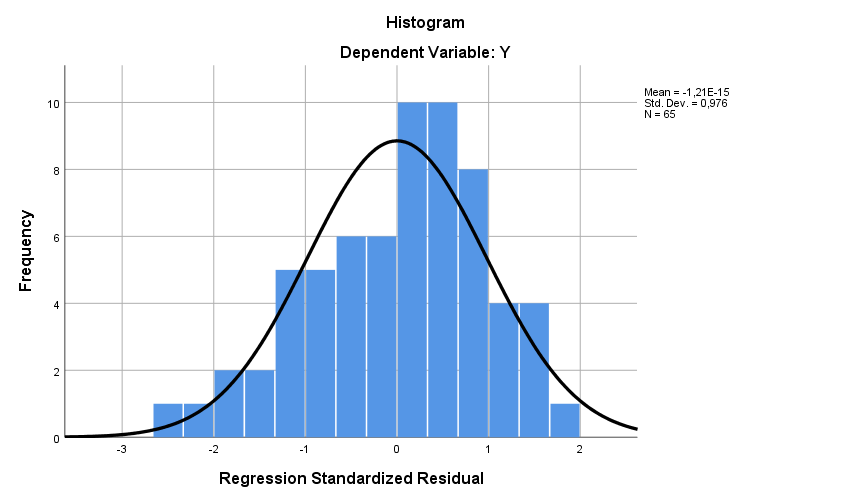 Histogram
Dependent Variable: Y
Mean = -1,21E-15
Std. Dev. = 0,976
N = 65
Frequency
10
8
6
4
2
0
-3 -2 -1 0 1 2
Regression Standardized Residual